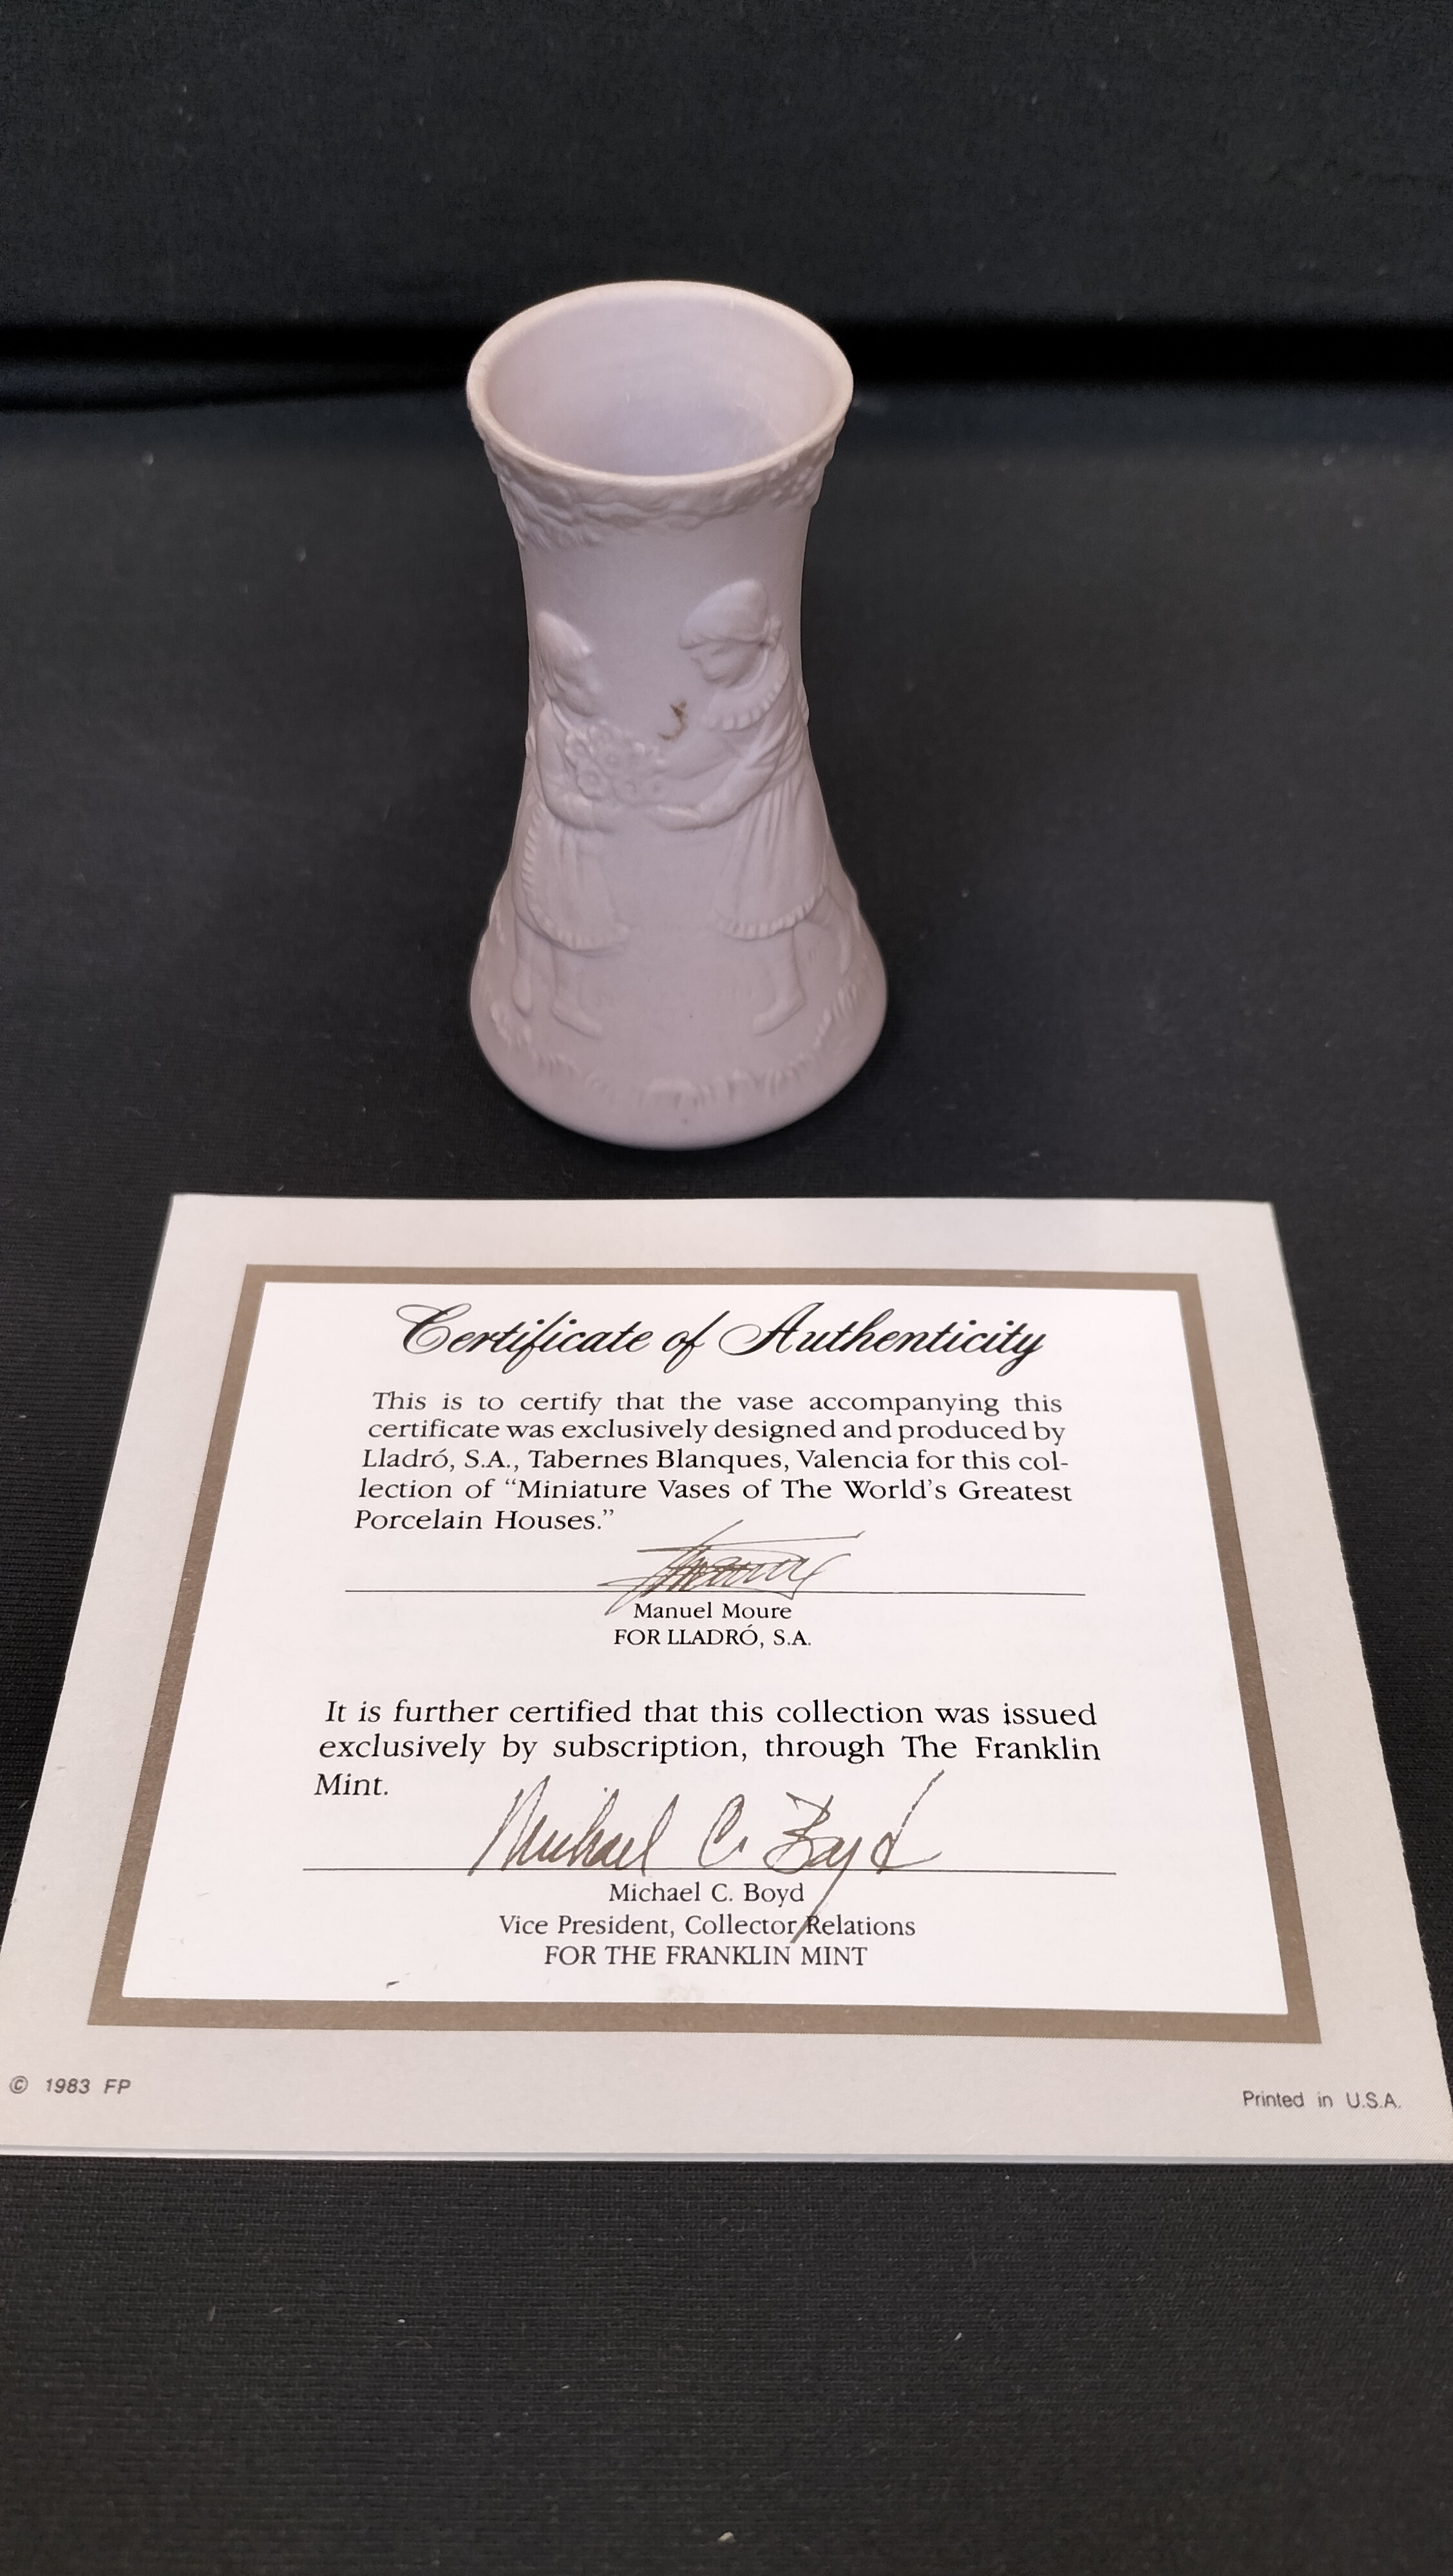 Certificate of Authenticity
This is to certify that the vase accompanying this
certificate was exclusively designed and produced by
Lladró, S.A., Tabernes Blanques, Valencia for this col-
lection of “Miniature Vases of The World’s Greatest
Porcelain Houses.”
Manuel Moure
FOR LLADRÓ, S.A.
It is further certified that this collection was issued
exclusively by subscription, through The Franklin
Mint.
Michael C. Boyd
Michael C. Boyd
Vice President, Collector Relations
FOR THE FRANKLIN MINT
© 1983 FP
Printed in U.S.A.